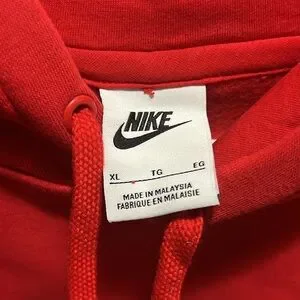 NIKE
XL TG EG
MADE IN MALAYSIA
FABRIQUE EN MALAISIE